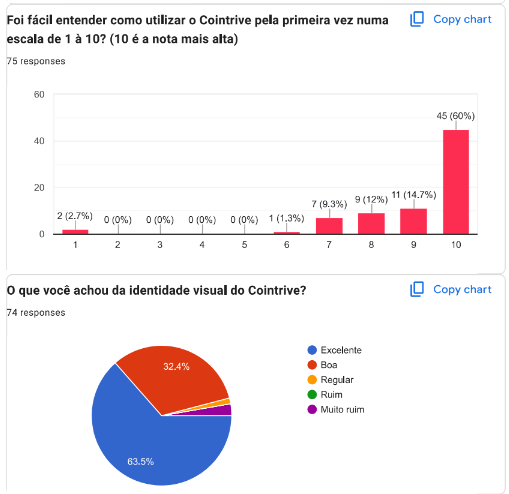 Foi fácil entender como utilizar o Cointrive pela primeira vez numa
escala de 1 à 10? (10 é a nota mais alta)
Copy chart
75 responses
60
40
20
0
2 (2.7%)
0 (0%)
0 (0%)
0 (0%)
0 (0%)
1 (1.3%)
7 (9.3%)
9 (12%)
11 (14.7%)
45 (60%)
1 2 3 4 5 6 7 8 9 10
O que você achou da identidade visual do Cointrive?
Copy chart
74 responses
32.4%
63.5%
Excelente
Boa
Regular
Ruim
Muito ruim